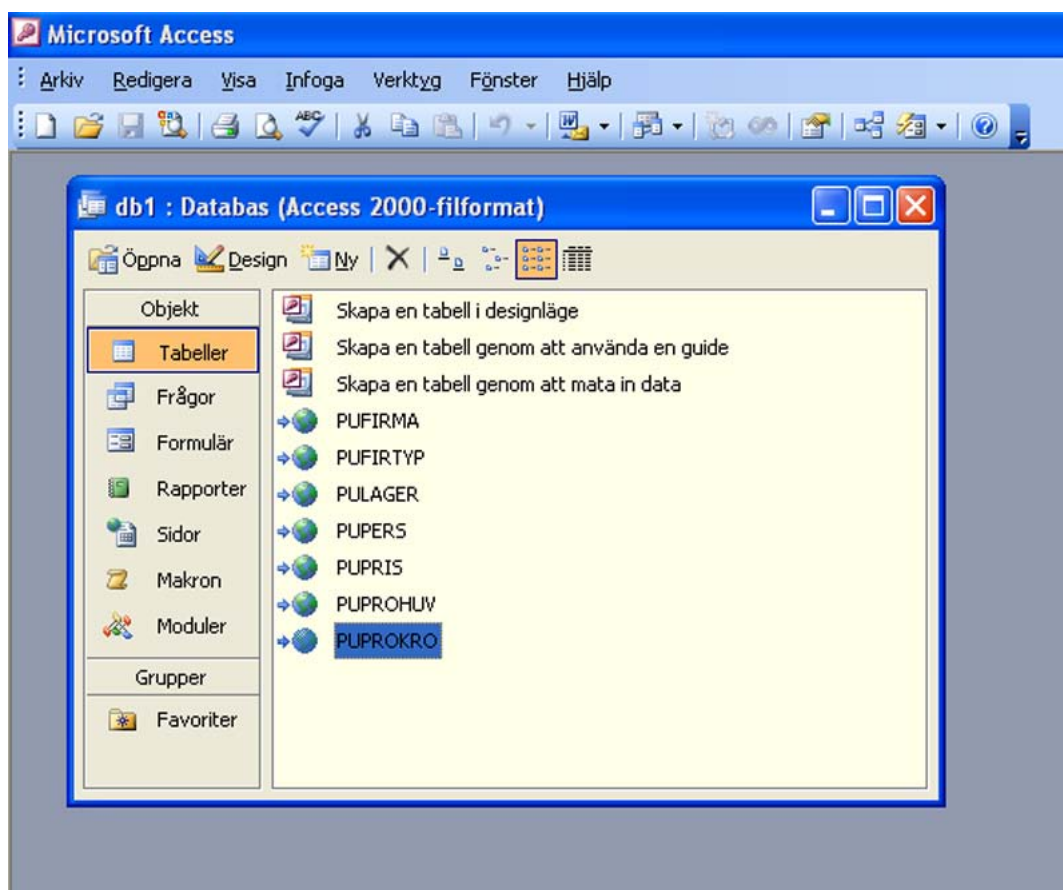 Microsoft Access
Arkiv Redigera Visa Infoga Verktyg Fönster Hjälp
ABC
W
db1 : Databas (Access 2000-filformat)
Öppna Design Ny
Objekt
Tabeller
Frågor
Formulär
Rapporter
Sidor
Makron
Moduler
Grupper
Favoriter
Skapa en tabell i designläge
Skapa en tabell genom att använda en guide
Skapa en tabell genom att mata in data
PUFIRMA
PUFIRTYP
PULAGER
PUPERS
PUPRIS
PUPROHUV
PUPROKRO